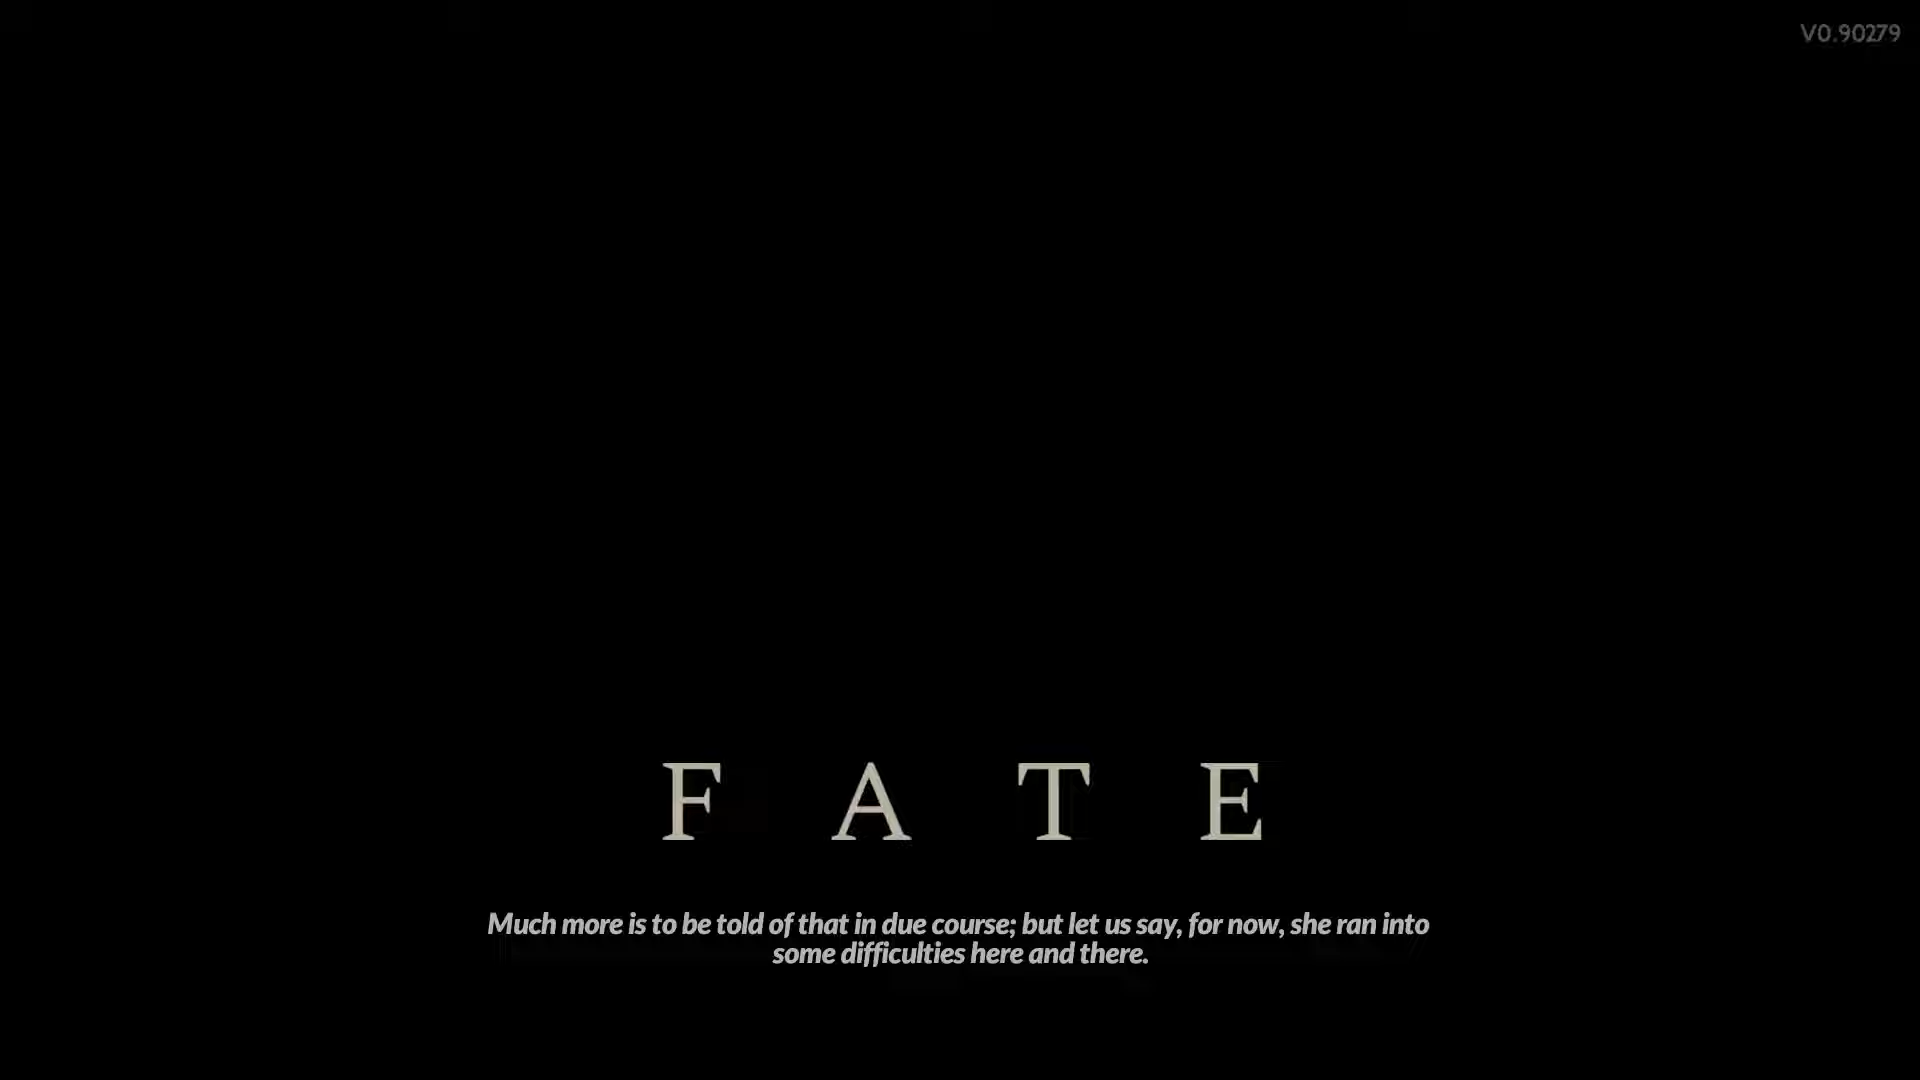 V0.90279
F A T E
Much more is to be told of that in due course; but let us say, for now, she ran into
some difficulties here and there.